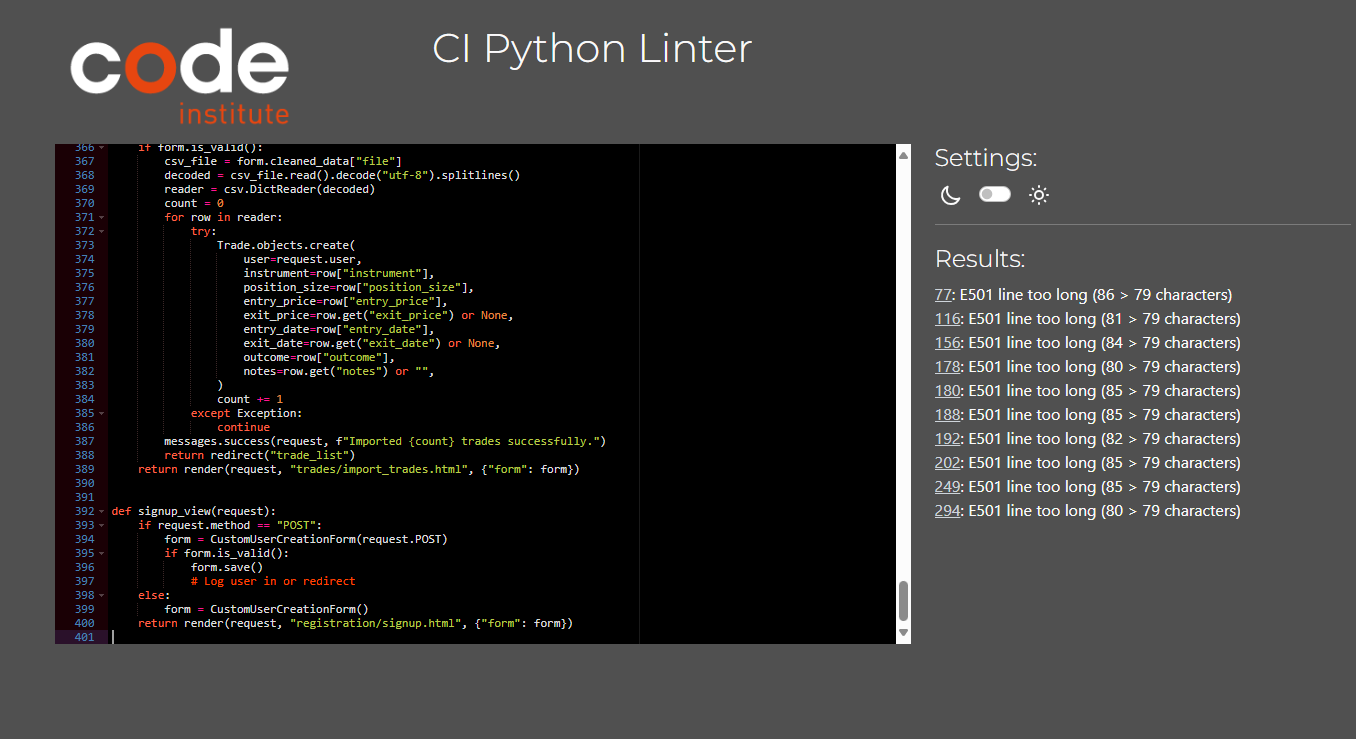 code
institute
CI Python Linter
366 if form.is_valid():
367 csv_file = form.cleaned_data["file"]
368 decoded = csv_file.read().decode("utf-8").splitlines()
369 reader = csv.DictReader(decoded)
370 count = 0
371 for row in reader:
372 try:
373 Trade.objects.create(
374 user=request.user,
375 instrument=row["instrument"],
376 position_size=row["position_size"],
377 entry_price=row["entry_price"],
378 exit_price=row.get("exit_price") or None,
379 entry_date=row["entry_date"],
380 exit_date=row.get("exit_date") or None,
381 outcome=row["outcome"],
382 notes=row.get("notes") or "",
383 )
384 count += 1
385 except Exception:
386 continue
387 messages.success(request, f"Imported {count} trades successfully.")
388 return redirect("trade_list")
389 return render(request, "trades/import_trades.html", {"form": form})
390
391
392 def signup_view(request):
393 if request.method == "POST":
394 form = CustomUserCreationForm(request.POST)
395 if form.is_valid():
396 form.save()
397 # Log user in or redirect
398 else:
399 form = CustomUserCreationForm()
400 return render(request, "registration/signup.html", {"form": form})
401
Settings:
Results:
77: E501 line too long (86 > 79 characters)
116: E501 line too long (81 > 79 characters)
156: E501 line too long (84 > 79 characters)
178: E501 line too long (80 > 79 characters)
180: E501 line too long (85 > 79 characters)
188: E501 line too long (85 > 79 characters)
192: E501 line too long (82 > 79 characters)
202: E501 line too long (85 > 79 characters)
249: E501 line too long (85 > 79 characters)
294: E501 line too long (80 > 79 characters)